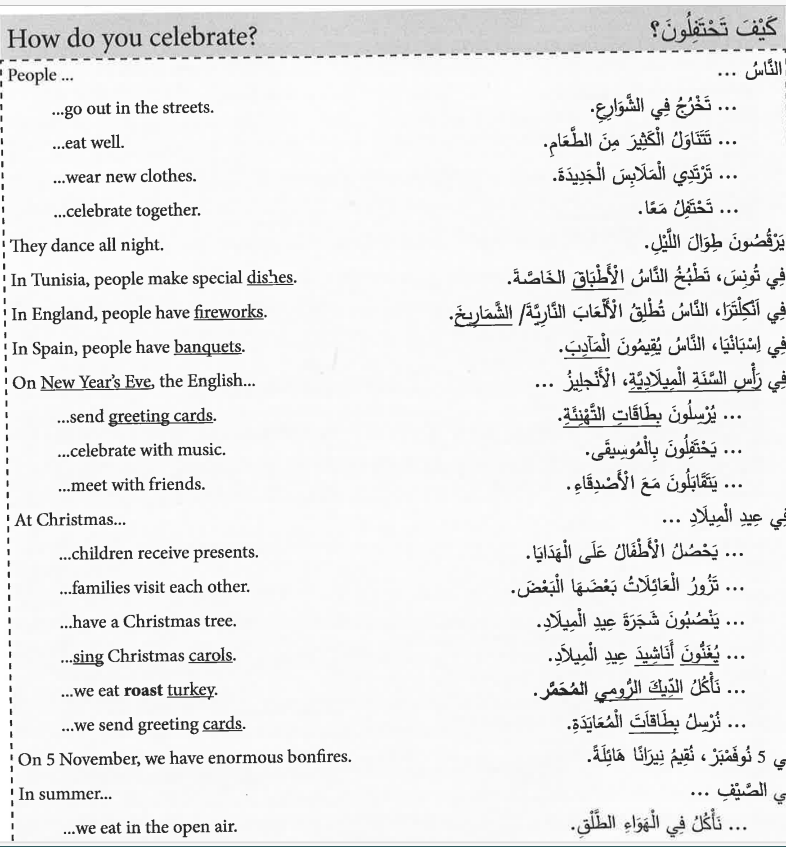 How do you celebrate? كَيْفَ تَحْتَفِلُونَ؟
People ... النَّاسُ ...
...go out in the streets. ... تَخْرُجُ فِي الشَّوَارِعِ.
...eat well. ... تَتَنَاوَلُ الْكَثِيرَ مِنَ الطَّعَامِ.
...wear new clothes. ... تَرْتَدِي الْمَلَابِسَ الْجَدِيدَةَ.
...celebrate together. ... تَحْتَفِلُ مَعًا.
They dance all night. يَرْقُصُونَ طِوَالَ اللَّيْلِ.
In Tunisia, people make special dishes. فِي تُونِسَ، تَطْبُخُ النَّاسُ الْأَطْبَاقَ الْخَاصَّةَ.
In England, people have fireworks. فِي اَنْكِلْتَرَا، النَّاسُ تُطْلِقُ الْأَلْعَابَ النَّارِيَّةَ/ الشَّمَارِيخَ.
In Spain, people have banquets. فِي اِسْبَانْيَا، النَّاسُ يُقِيمُونَ الْمَآدِبَ.
On New Year's Eve, the English... فِي رَأْسِ السَّنَةِ الْمِيلَادِيَّةِ، الْأَنْجِلِيزُ ...
...send greeting cards. ... يُرْسِلُونَ بِطَاقَاتِ التَّهْنِئَةِ.
...celebrate with music. ... يَحْتَفِلُونَ بِالْمُوسِيقَى.
...meet with friends. ... يَتَقَابَلُونَ مَعَ الْأَصْدِقَاءِ.
At Christmas... فِي عِيدِ الْمِيلَادِ ...
...children receive presents. ... يَحْصُلُ الْأَطْفَالُ عَلَى الْهَدَايَا.
...families visit each other. ... تَزُورُ الْعَائِلَاتُ بَعْضَهَا الْبَعْضَ.
...have a Christmas tree. ... يَنْصُبُونَ شَجَرَةَ عِيدِ الْمِيلَادِ.
...sing Christmas carols. ... يُغَنُّونَ أَنَاشِيدَ عِيدِ الْمِيلَادِ.
...we eat roast turkey. ... نَأْكُلُ الدِّيكَ الرُّومِي المُحَمَّر.
...we send greeting cards. ... نُرْسِلُ بِطَاقَاتَ الْمُعَايَدَةِ.
On 5 November, we have enormous bonfires. ي 5 نُوفَمْبَرْ، نُقِيمُ نِيرَانًا هَائِلَةً.
In summer... ي الصَّيْفِ ...
...we eat in the open air. ... نَأْكُلُ فِي الْهَوَاءِ الطَّلْقِ.